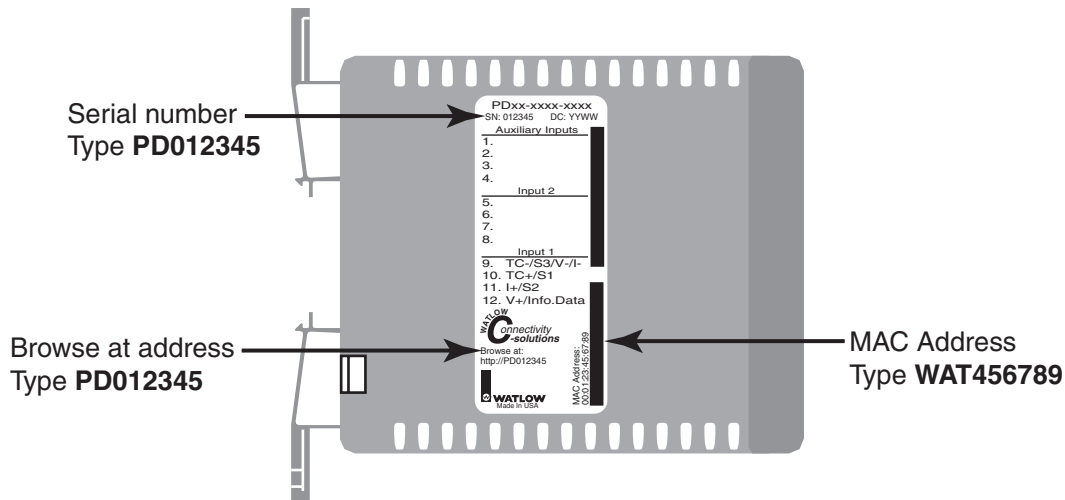 Serial number
Type PD012345
Browse at address
Type PD012345
PDxx-xxxx-xxxx
SN: 012345 DC: YYWW
Auxiliary Inputs
1.
2.
3.
4.
Input 2
5.
6.
7.
8.
Input 1
9. TC-/S3/V-/I-
10. TC+/S1
11. I+/S2
12. V+/Info.Data
WATLOW
Connectivity
-solutions
Browse at:
http://PD012345
WATLOW
Made In USA
MAC Address:
00:01:23:45:67:89
MAC Address
Type WAT456789